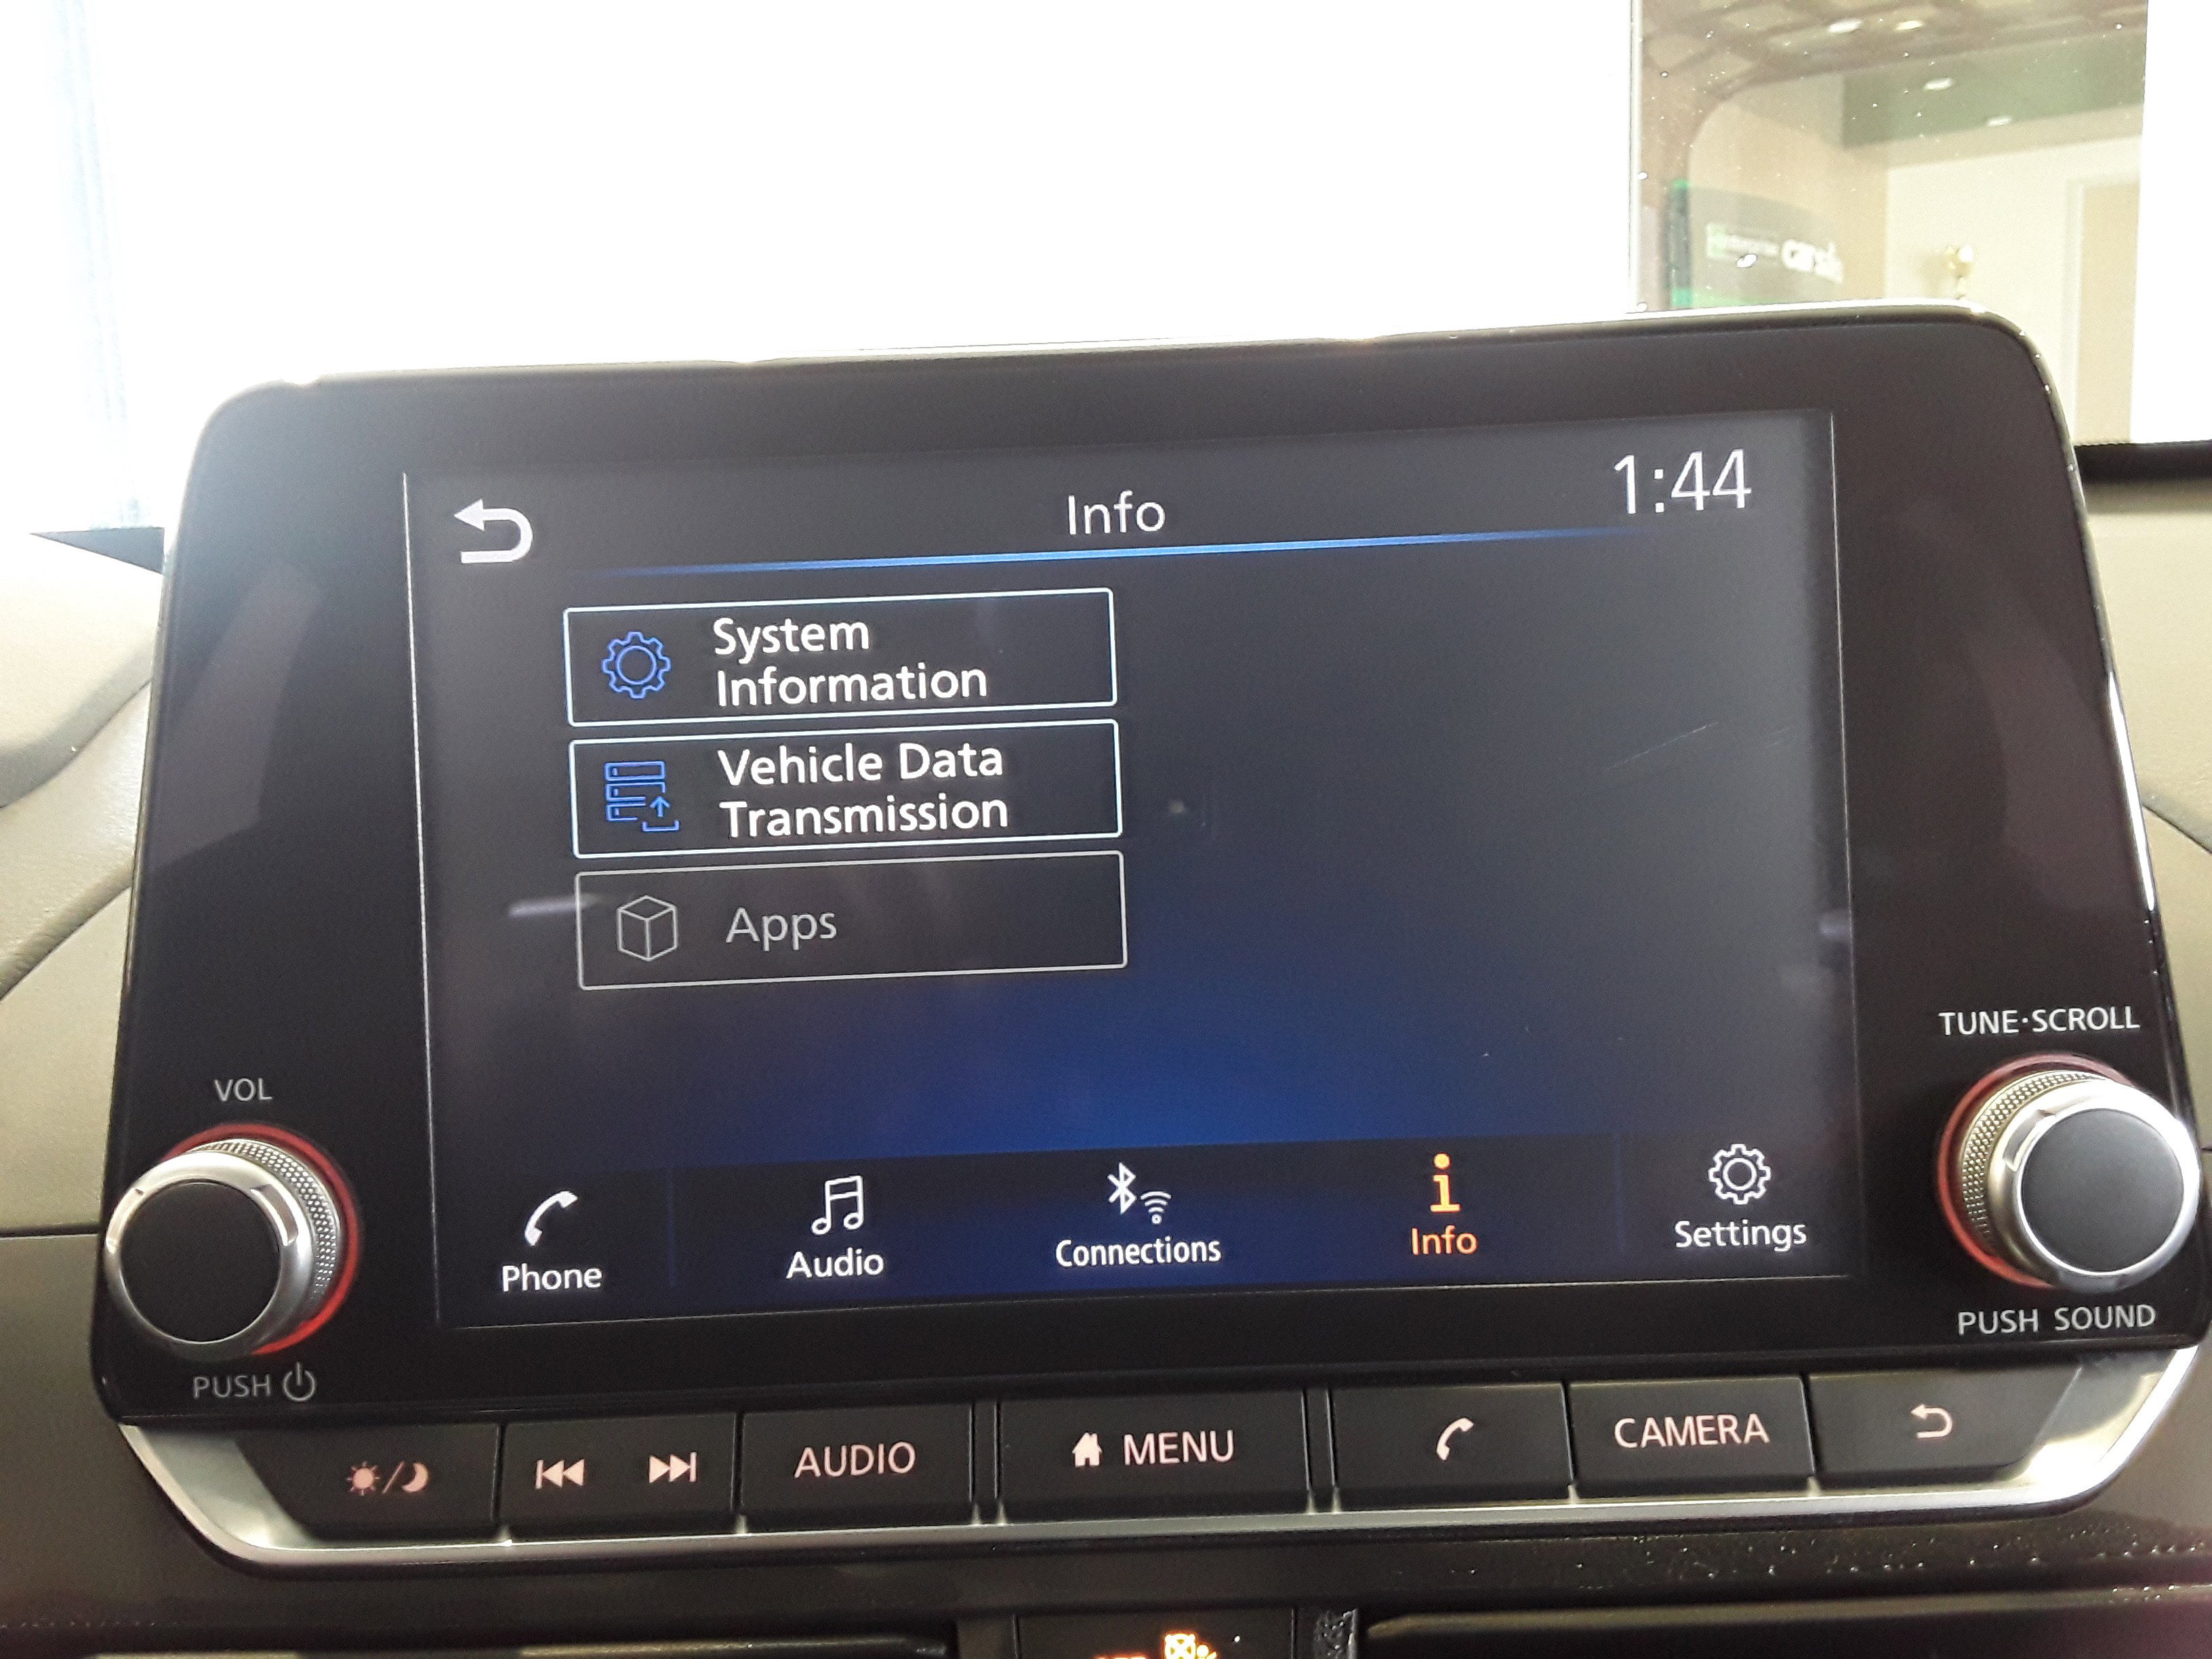 Info
1:44
System
Information
Vehicle Data
Transmission
Apps
TUNE·SCROLL
VOL
Phone
Audio
Connections
Info
Settings
PUSH
PUSH SOUND
AUDIO
MENU
CAMERA